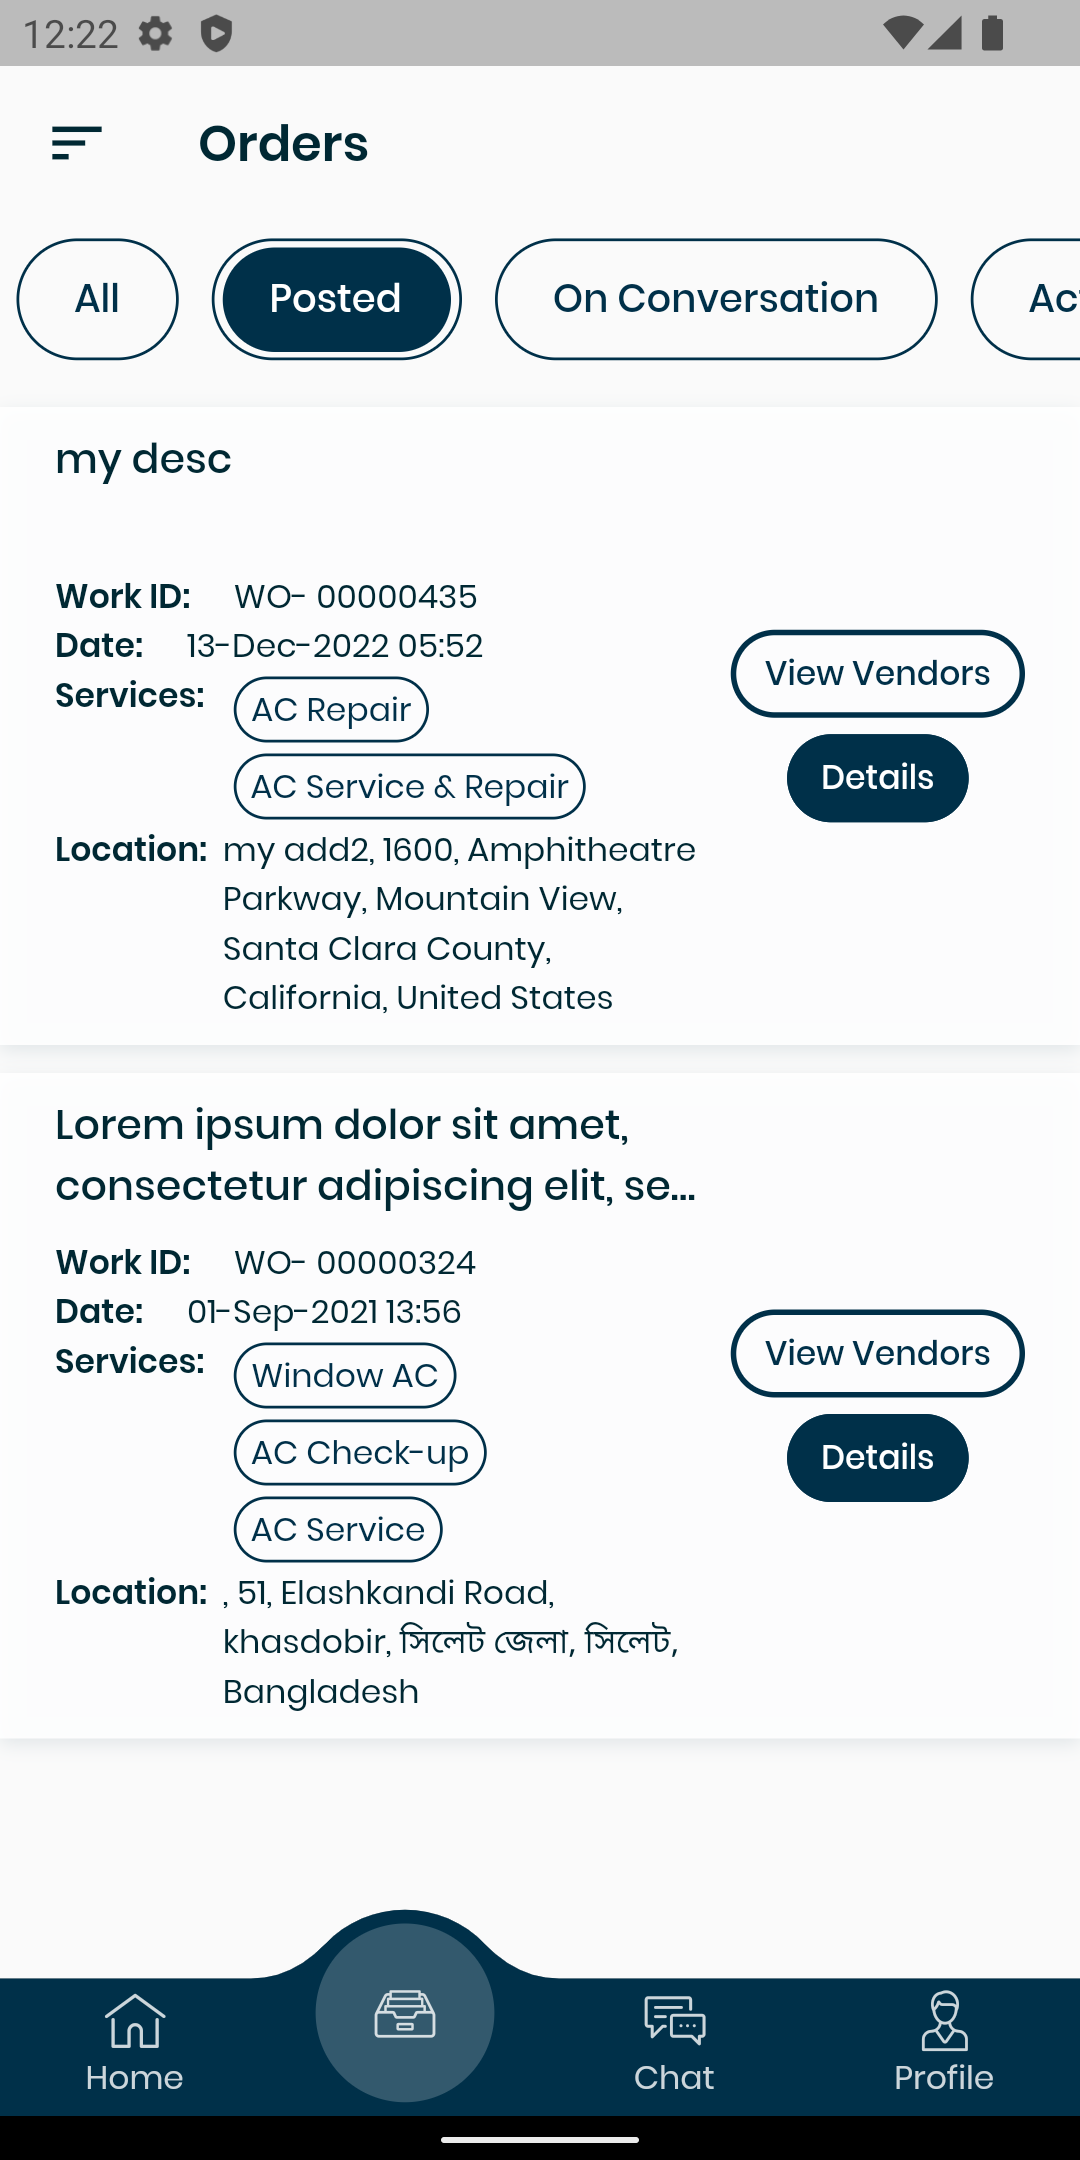 12:22
Orders
All
Posted
On Conversation
my desc
Work ID: WO- 00000435
Date: 13-Dec-2022 05:52
Services: AC Repair
AC Service & Repair
View Vendors
Details
Location: my add2, 1600, Amphitheatre
Parkway, Mountain View,
Santa Clara County,
California, United States
Lorem ipsum dolor sit amet,
consectetur adipiscing elit, se...
Work ID: WO- 00000324
Date: 01-Sep-2021 13:56
Services: Window AC
AC Check-up
AC Service
View Vendors
Details
Location: , 51, Elashkandi Road,
khasdobir, সিলেট জেলা, সিলেট,
Bangladesh
Home
Chat
Profile